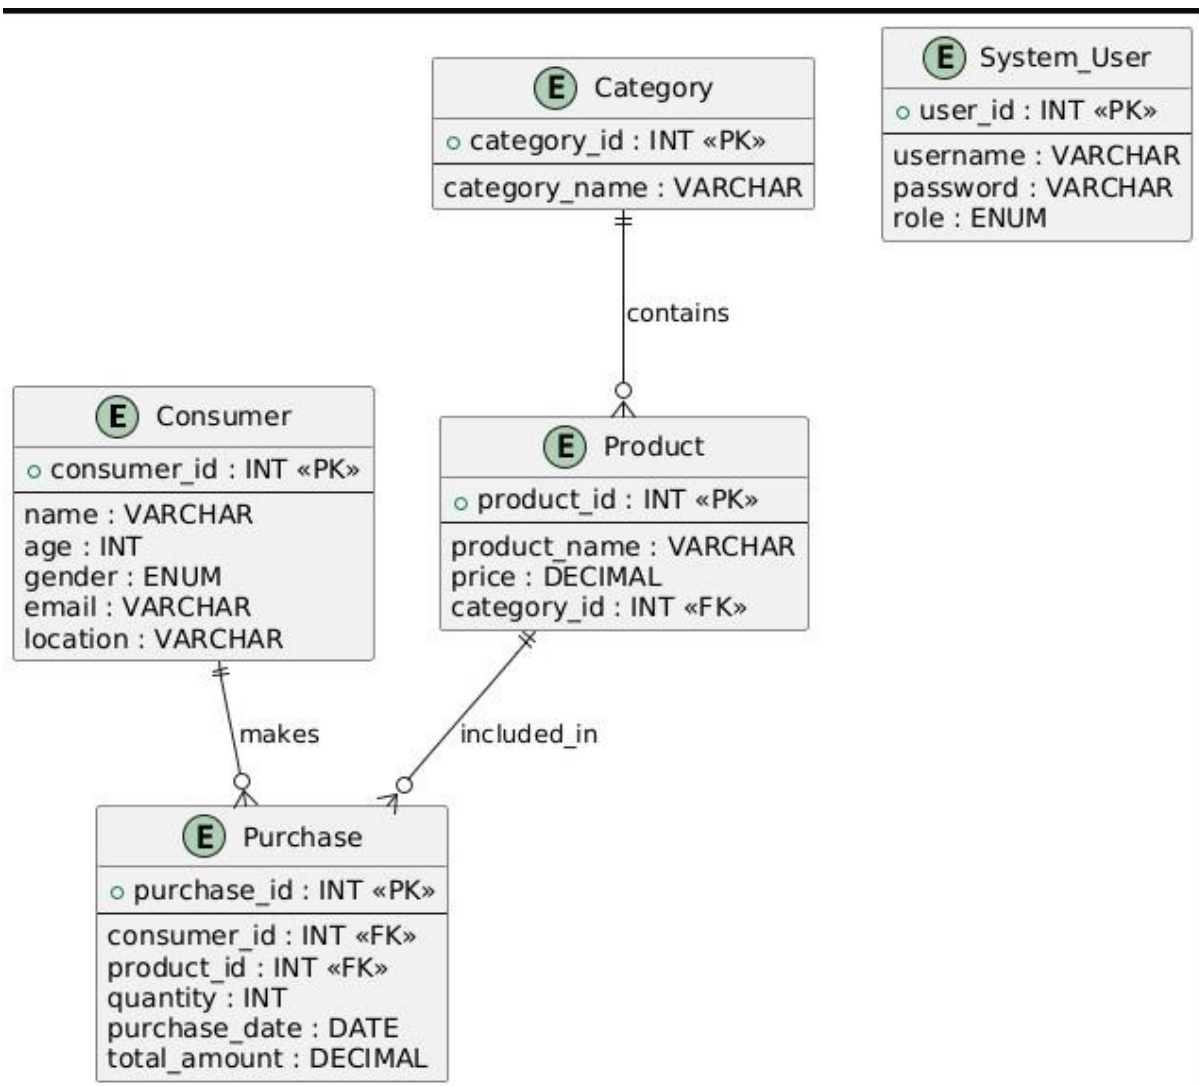 E Category
category_id : INT «PK»
category_name : VARCHAR
E System_User
user_id : INT «PK»
username : VARCHAR
password : VARCHAR
role : ENUM
contains
E Consumer
consumer_id : INT «PK»
name : VARCHAR
age : INT
gender : ENUM
email : VARCHAR
location : VARCHAR
E Product
product_id : INT «PK»
product_name : VARCHAR
price : DECIMAL
category_id : INT «FK»
makes
included_in
E Purchase
purchase_id : INT «PK»
consumer_id : INT «FK»
product_id : INT «FK»
quantity : INT
purchase_date : DATE
total_amount : DECIMAL